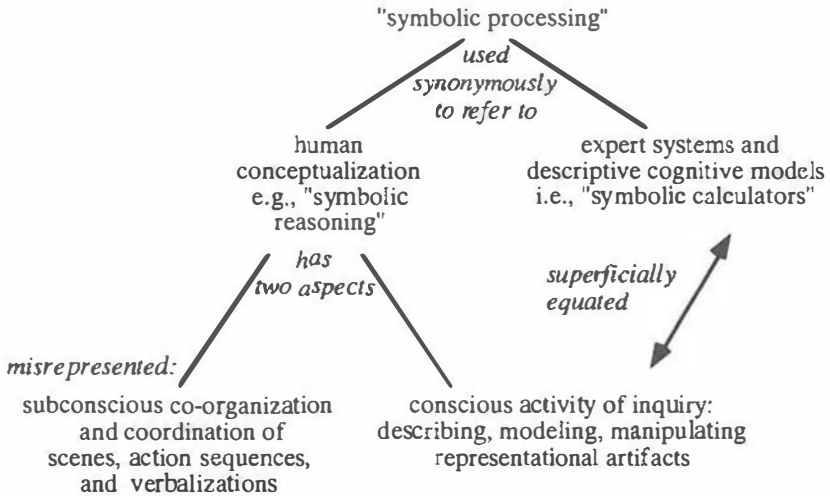 "symbolic processing"
used
synonymously
to refer to
human
conceptualization
e.g., "symbolic
reasoning"
expert systems and
descriptive cognitive models
i.e., "symbolic calculators"
has
two aspects
superficially
equated
misrepresented:
subconscious co-organization
and coordination of
scenes, action sequences,
and verbalizations
conscious activity of inquiry:
describing, modeling, manipulating
representational artifacts